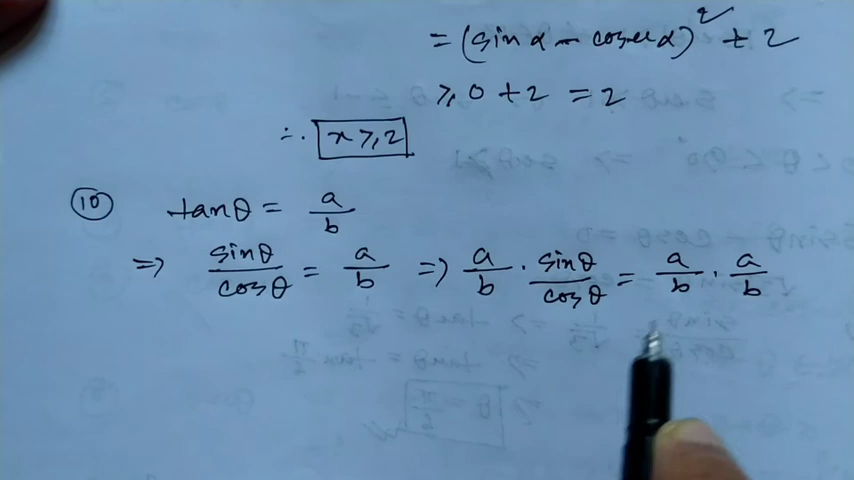 = (sin α - cosec α)² + 2
⩾ 0 + 2 = 2
∴ x ⩾ 2
(10) tan θ = a/b
=> sin θ/cos θ = a/b => a/b · sin θ/cos θ = a/b · a/b